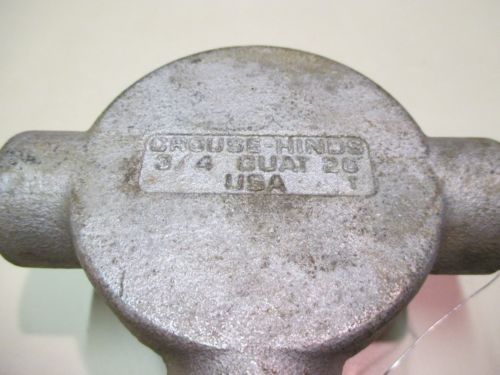 CROUSE-HINDS
3/4 GUAT 26
USA 1